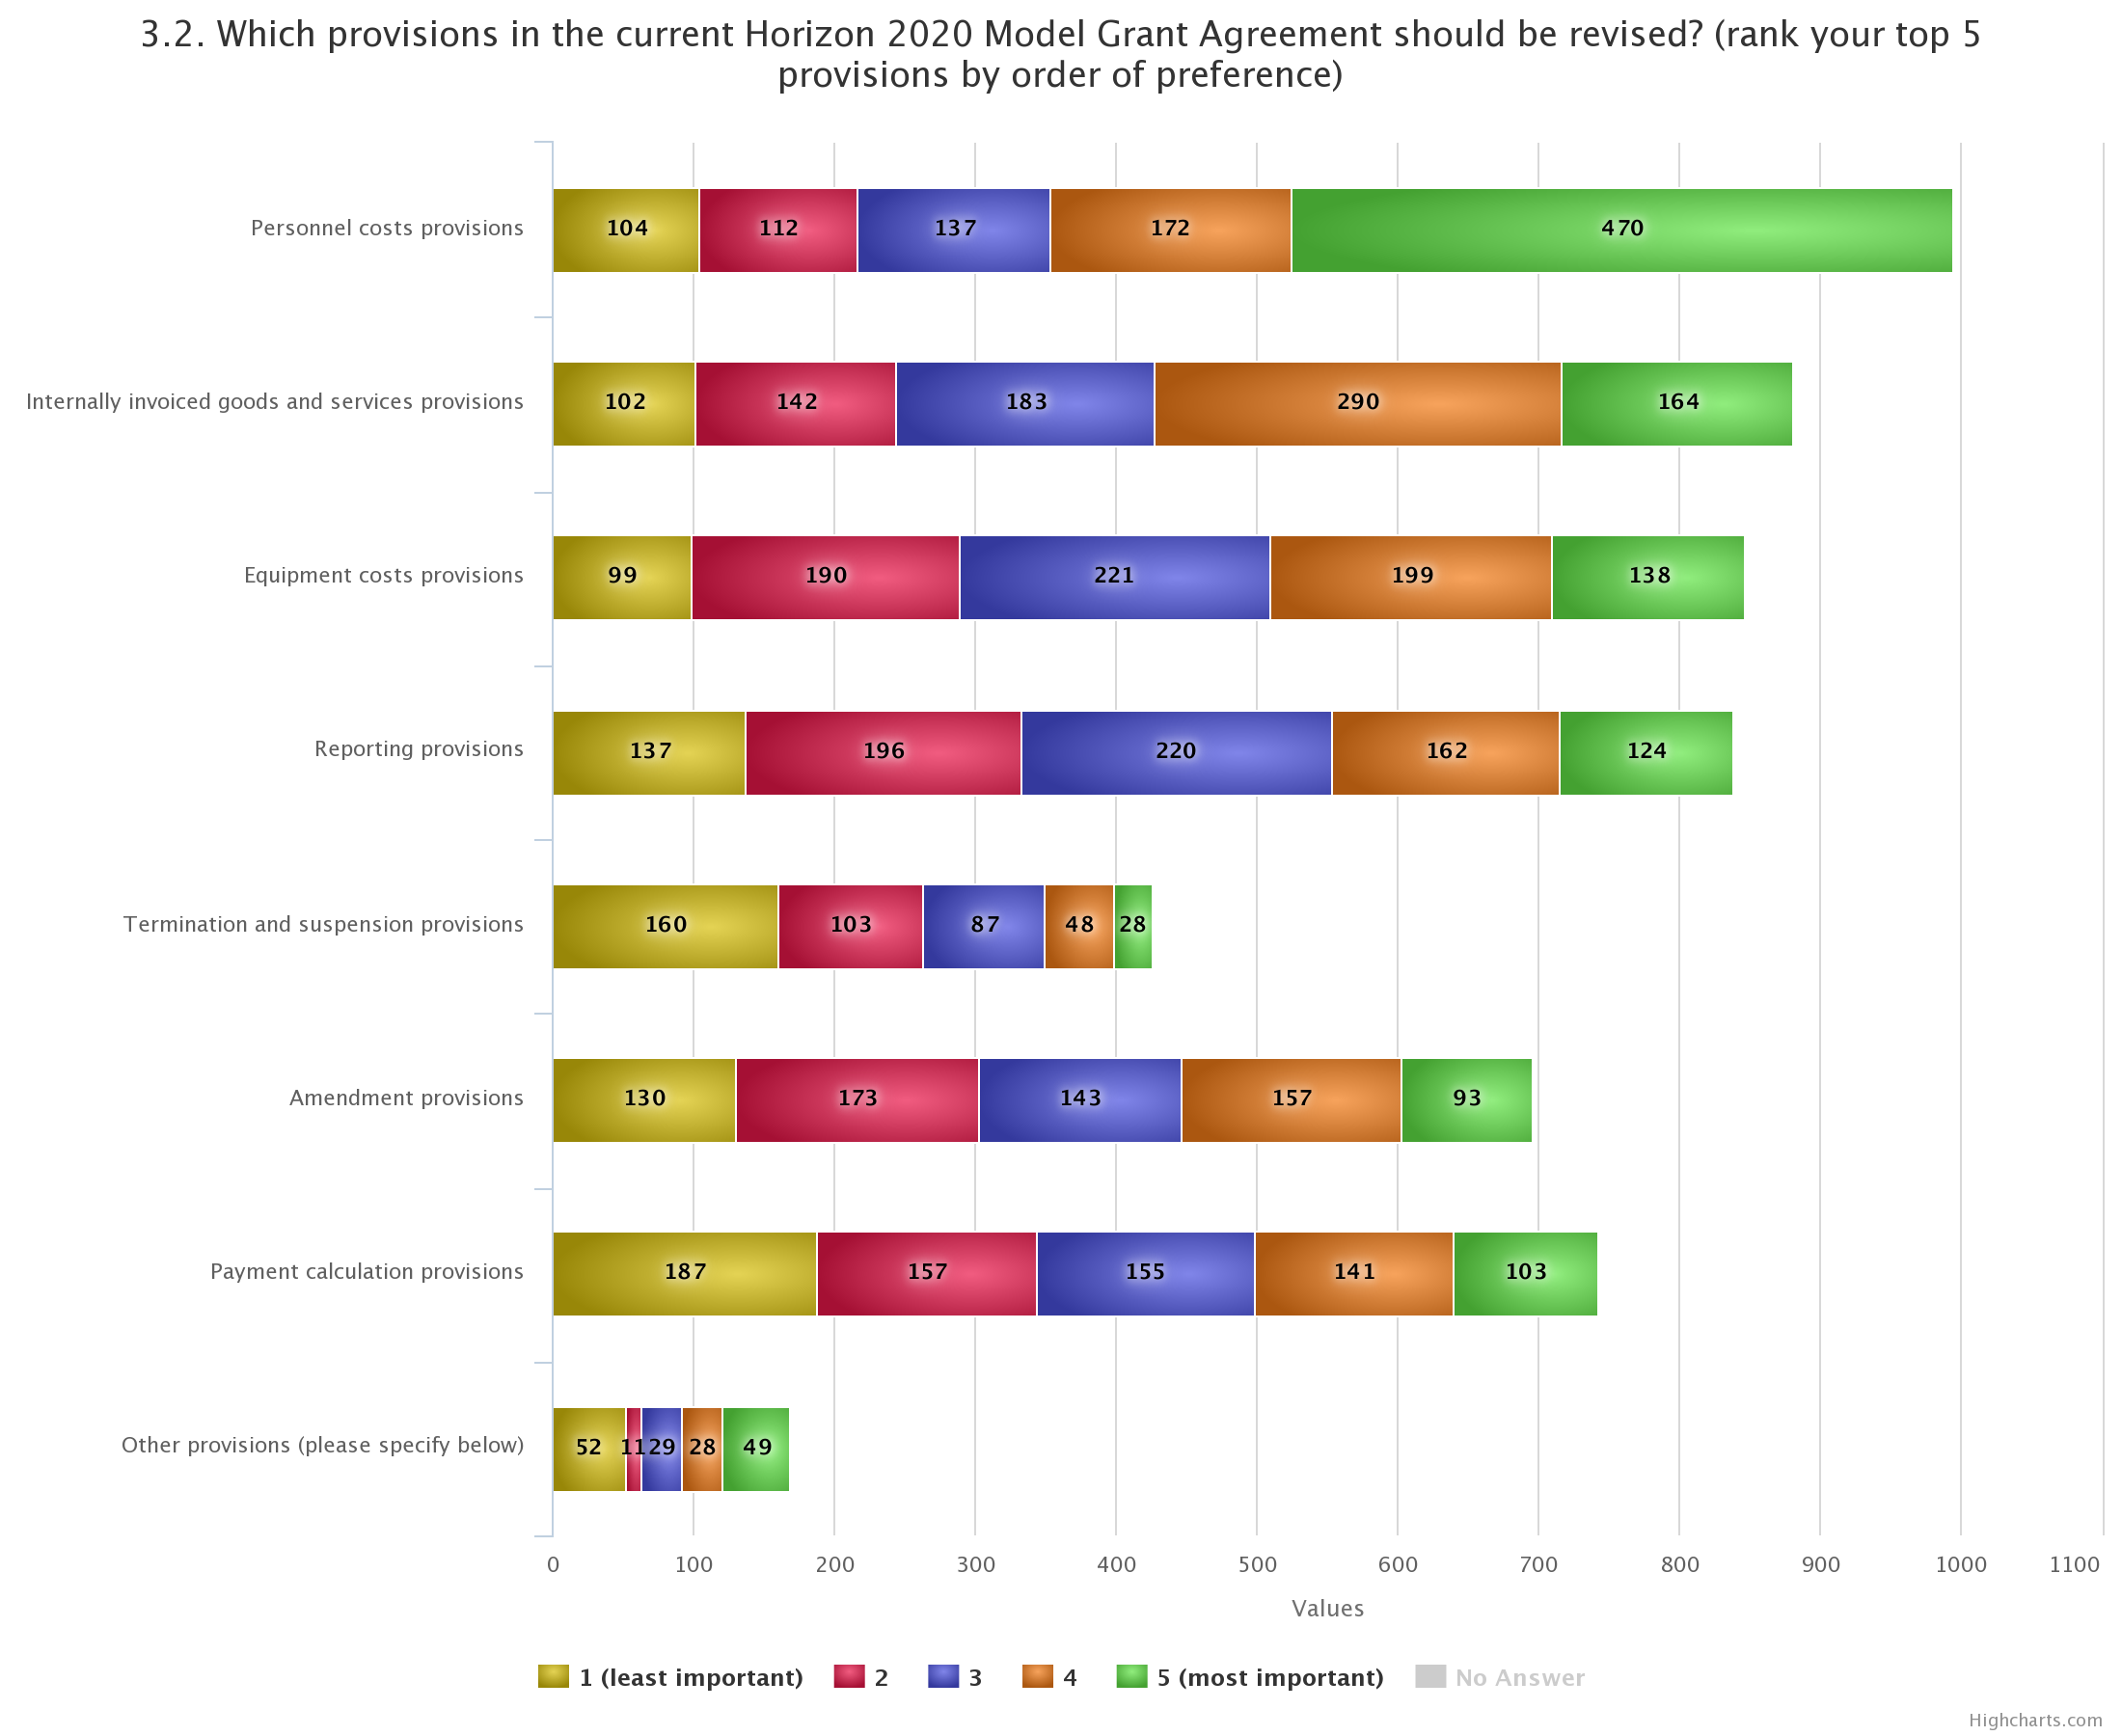 3.2. Which provisions in the current Horizon 2020 Model Grant Agreement should be revised? (rank your top 5
provisions by order of preference)
Personnel costs provisions
104 112 137 172 470
Internally invoiced goods and services provisions
102 142 183 290 164
Equipment costs provisions
99 190 221 199 138
Reporting provisions
137 196 220 162 124
Termination and suspension provisions
160 103 87 48 28
Amendment provisions
130 173 143 157 93
Payment calculation provisions
187 157 155 141 103
Other provisions (please specify below)
52 11 29 28 49
0 100 200 300 400 500 600 700 800 900 1000 1100
Values
1 (least important) 2 3 4 5 (most important) No Answer
Highcharts.com